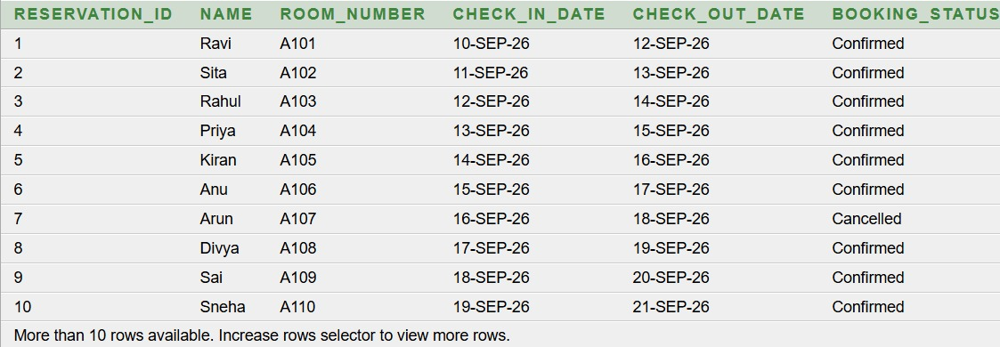 RESERVATION_ID NAME ROOM_NUMBER CHECK_IN_DATE CHECK_OUT_DATE BOOKING_STATUS
1 Ravi A101 10-SEP-26 12-SEP-26 Confirmed
2 Sita A102 11-SEP-26 13-SEP-26 Confirmed
3 Rahul A103 12-SEP-26 14-SEP-26 Confirmed
4 Priya A104 13-SEP-26 15-SEP-26 Confirmed
5 Kiran A105 14-SEP-26 16-SEP-26 Confirmed
6 Anu A106 15-SEP-26 17-SEP-26 Confirmed
7 Arun A107 16-SEP-26 18-SEP-26 Cancelled
8 Divya A108 17-SEP-26 19-SEP-26 Confirmed
9 Sai A109 18-SEP-26 20-SEP-26 Confirmed
10 Sneha A110 19-SEP-26 21-SEP-26 Confirmed
More than 10 rows available. Increase rows selector to view more rows.